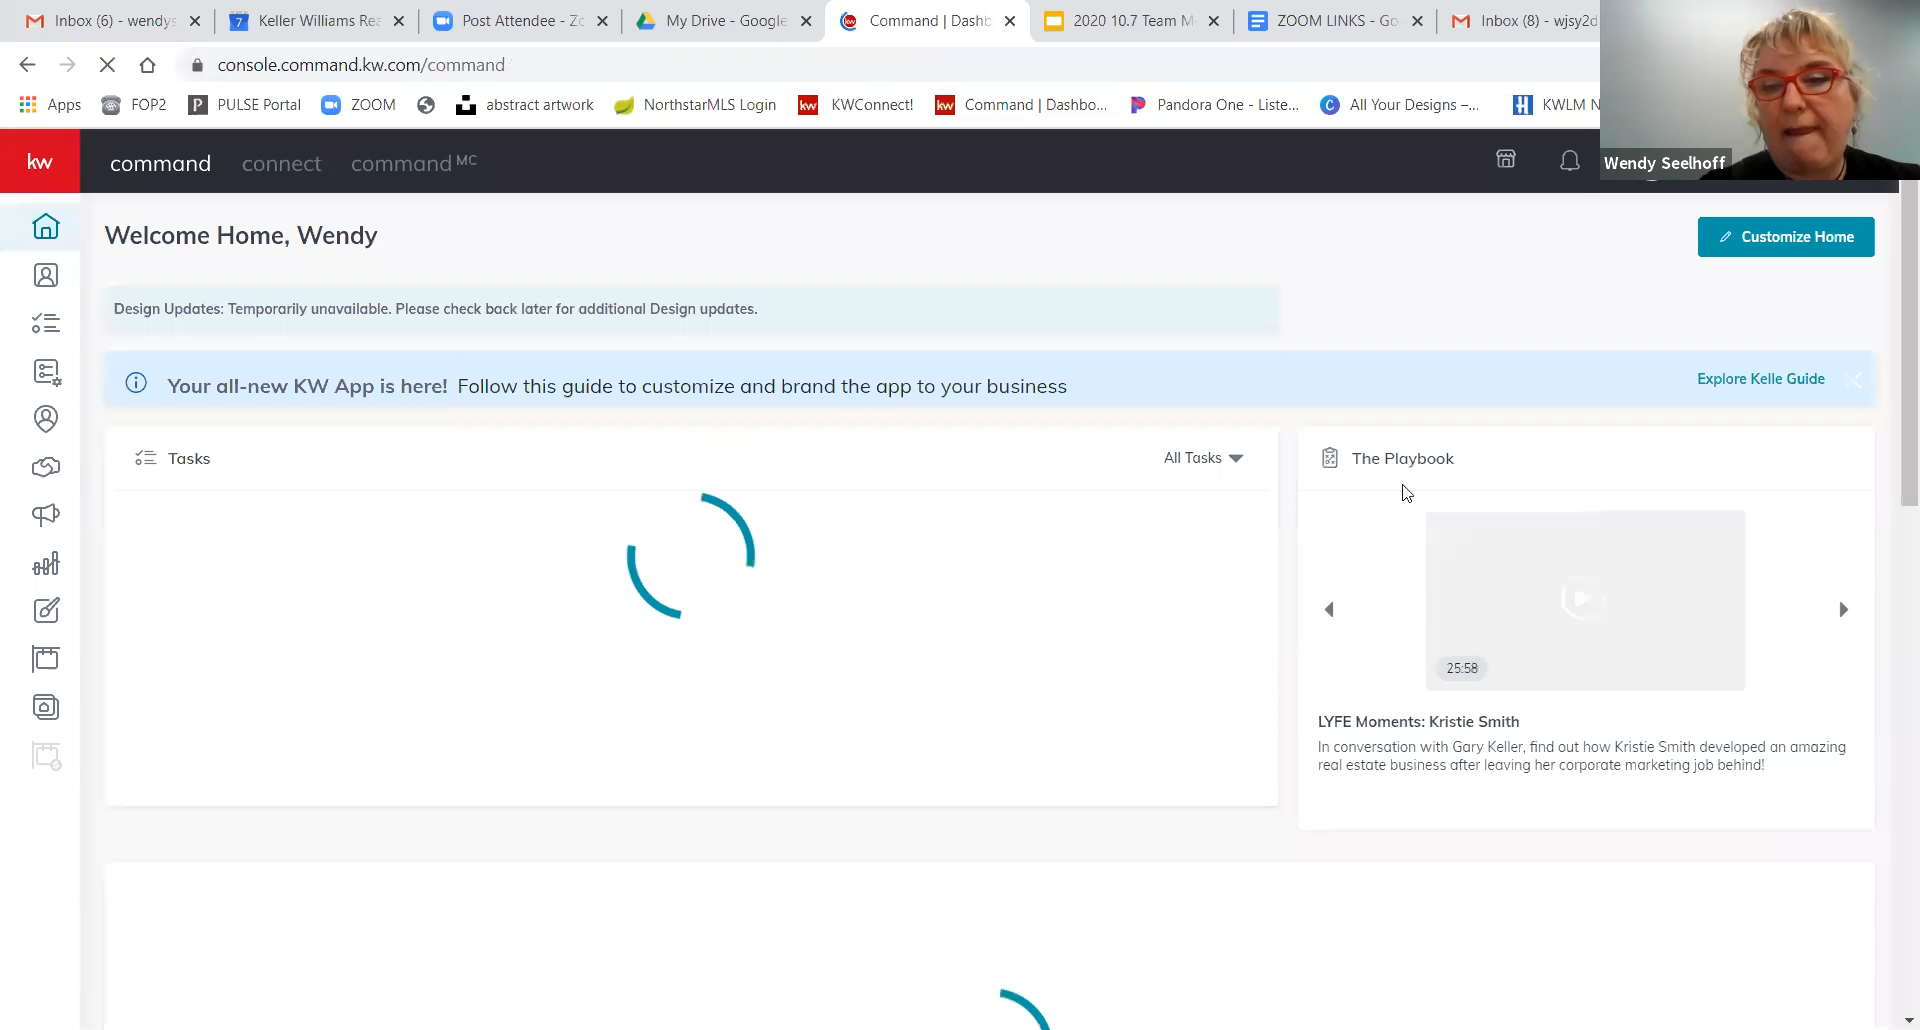 Inbox (6) - wendys
Keller Williams Rea
Post Attendee - Zo
My Drive - Google
Command | Dashb
2020 10.7 Team M
ZOOM LINKS - Go
Inbox (8) - wjsy2d
console.command.kw.com/command
Apps
FOP2
PULSE Portal
ZOOM
abstract artwork
NorthstarMLS Login
KWConnect!
Command | Dashbo...
Pandora One - Liste...
All Your Designs –...
KWLM N
Wendy Seelhoff
kw
command
connect
command MC
Welcome Home, Wendy
Customize Home
Design Updates: Temporarily unavailable. Please check back later for additional Design updates.
Your all-new KW App is here! Follow this guide to customize and brand the app to your business
Explore Kelle Guide
Tasks
All Tasks
The Playbook
25:58
LYFE Moments: Kristie Smith
In conversation with Gary Keller, find out how Kristie Smith developed an amazing
real estate business after leaving her corporate marketing job behind!